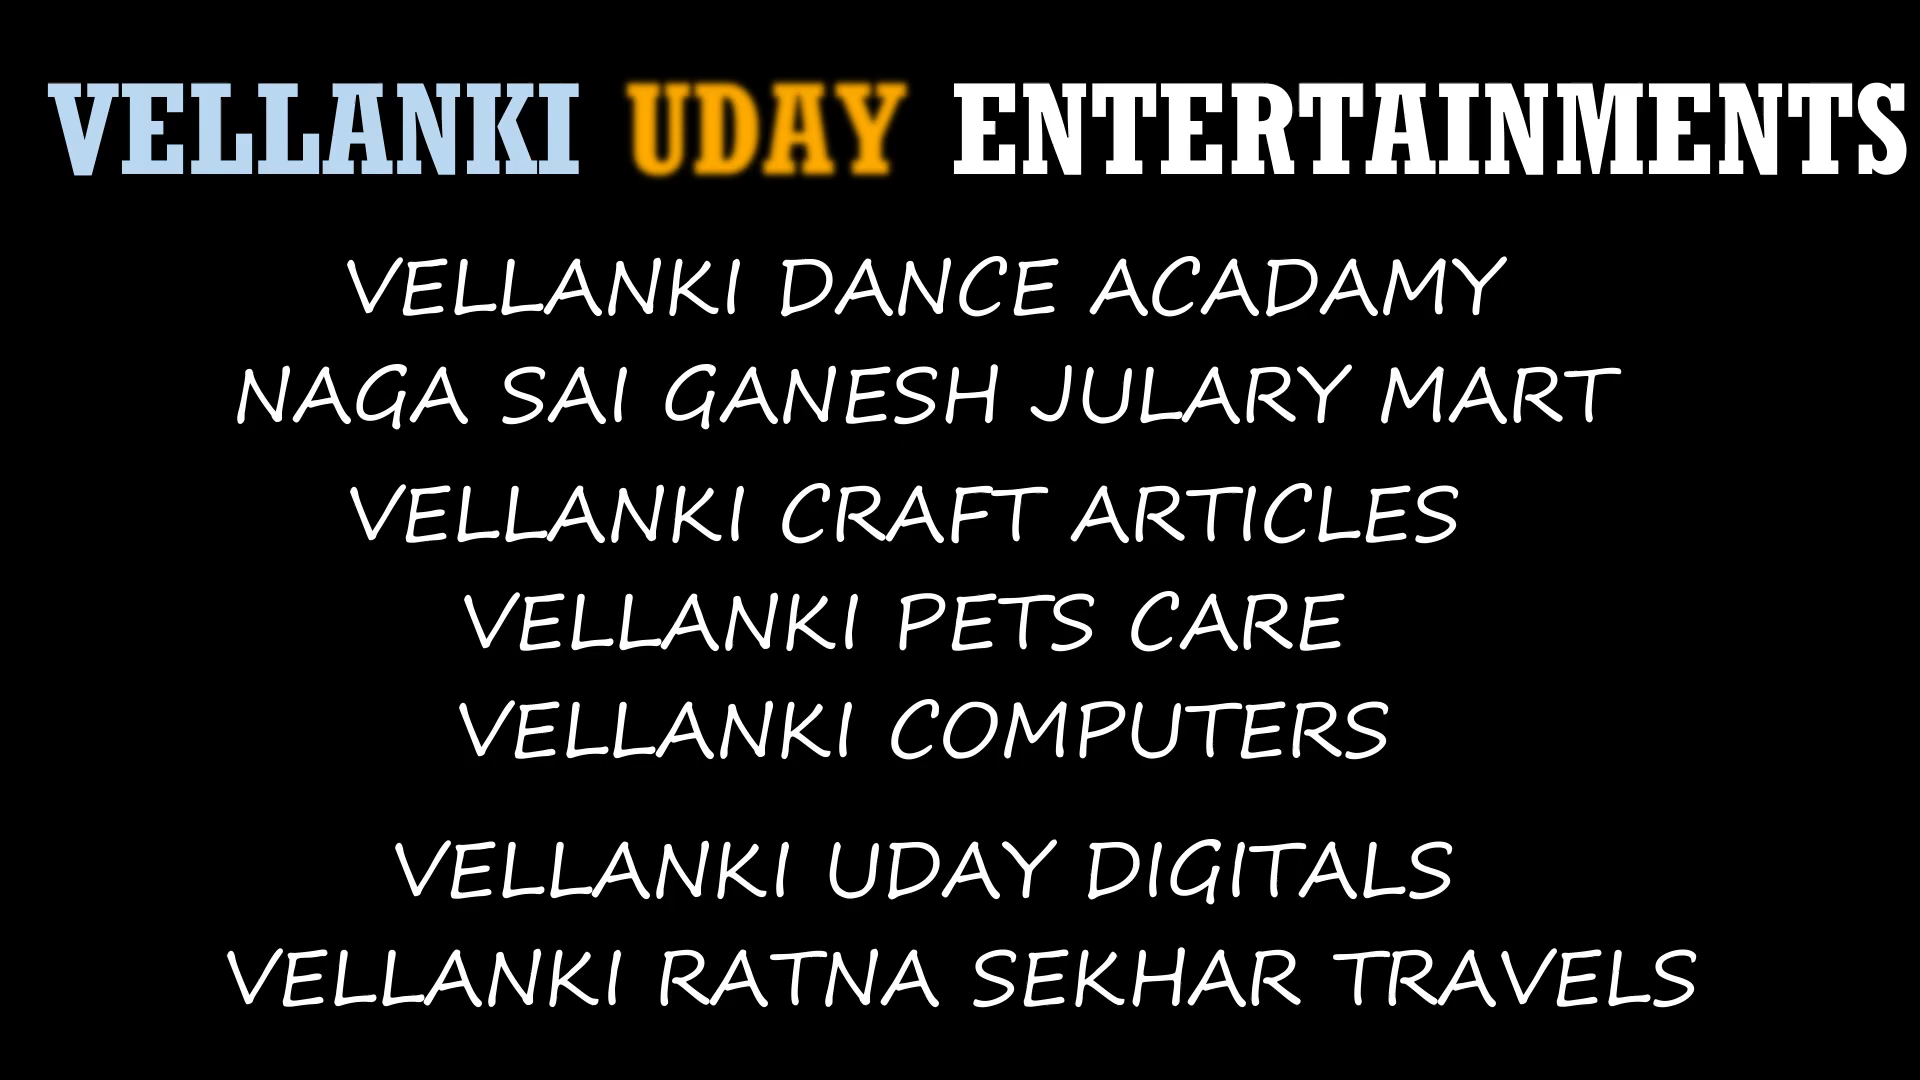 VELLANKI UDAY ENTERTAINMENTS
VELLANKI DANCE ACADAMY
NAGA SAI GANESH JULARY MART
VELLANKI CRAFT ARTICLES
VELLANKI PETS CARE
VELLANKI COMPUTERS
VELLANKI UDAY DIGITALS
VELLANKI RATNA SEKHAR TRAVELS